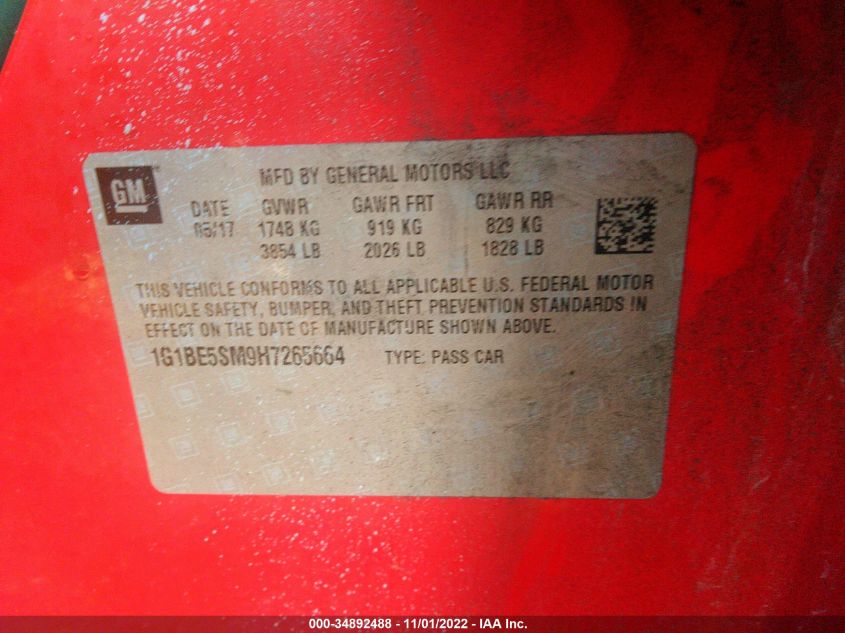 GM
MFD BY GENERAL MOTORS LLC
DATE GVWR GAWR FRT GAWR RR
05/17 1748 KG 919 KG 829 KG
3854 LB 2026 LB 1828 LB
THIS VEHICLE CONFORMS TO ALL APPLICABLE U.S. FEDERAL MOTOR
VEHICLE SAFETY, BUMPER, AND THEFT PREVENTION STANDARDS IN
EFFECT ON THE DATE OF MANUFACTURE SHOWN ABOVE.
1G1BE5SM9H7265664 TYPE: PASS CAR
000-34892488 - 11/01/2022 - IAA Inc.